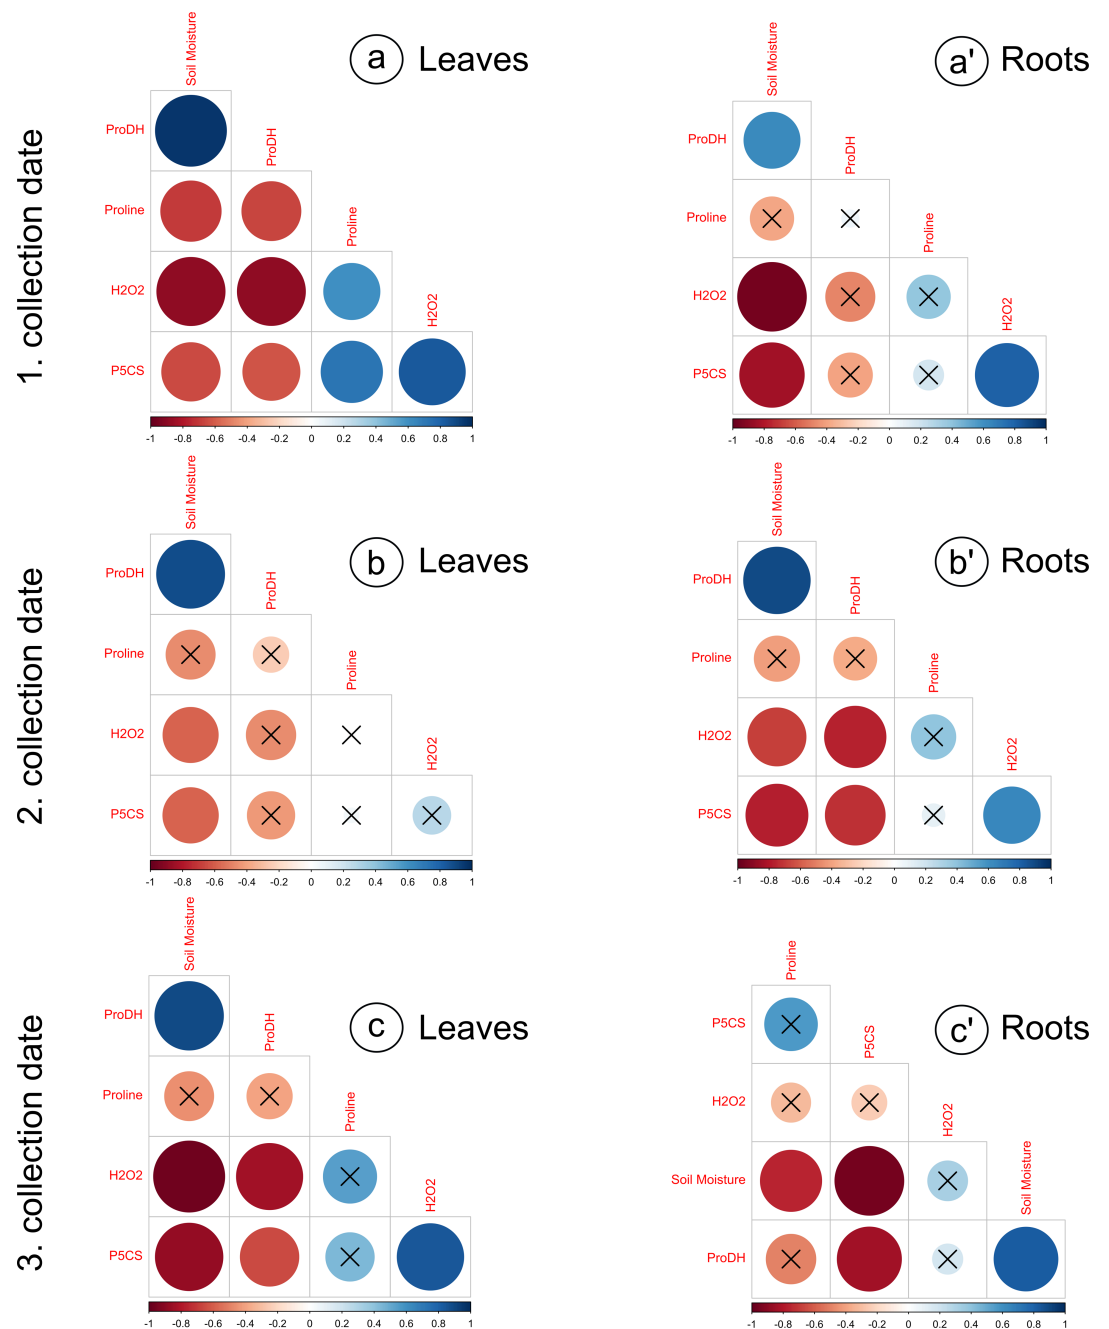 1. collection date
a Leaves
Soil Moisture
ProDH
ProDH
Proline
Proline
H2O2
H2O2
P5CS
-1 -0.8 -0.6 -0.4 -0.2 0 0.2 0.4 0.6 0.8 1
a' Roots
Soil Moisture
ProDH
ProDH
Proline
Proline
H2O2
H2O2
P5CS
-1 -0.8 -0.6 -0.4 -0.2 0 0.2 0.4 0.6 0.8 1
2. collection date
b Leaves
Soil Moisture
ProDH
ProDH
Proline
Proline
H2O2
H2O2
P5CS
-1 -0.8 -0.6 -0.4 -0.2 0 0.2 0.4 0.6 0.8 1
b' Roots
Soil Moisture
ProDH
ProDH
Proline
Proline
H2O2
H2O2
P5CS
-1 -0.8 -0.6 -0.4 -0.2 0 0.2 0.4 0.6 0.8 1
3. collection date
c Leaves
Soil Moisture
ProDH
ProDH
Proline
Proline
H2O2
H2O2
P5CS
-1 -0.8 -0.6 -0.4 -0.2 0 0.2 0.4 0.6 0.8 1
c' Roots
Proline
P5CS
P5CS
H2O2
H2O2
Soil Moisture
Soil Moisture
ProDH
-1 -0.8 -0.6 -0.4 -0.2 0 0.2 0.4 0.6 0.8 1